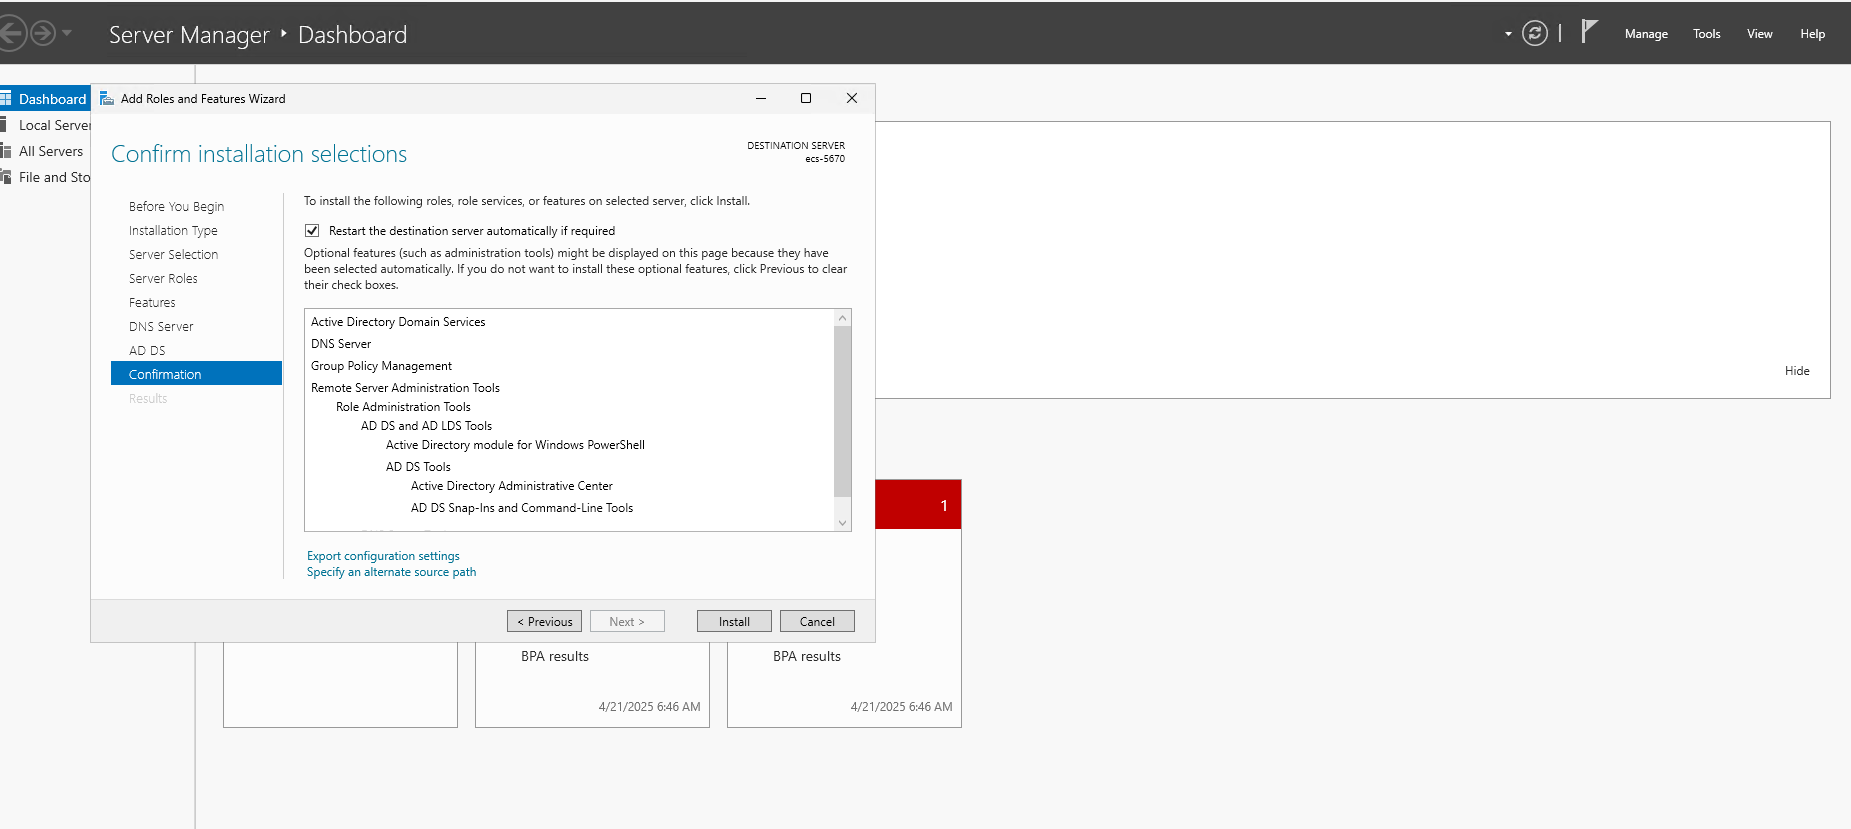 Server Manager ‣ Dashboard
Manage
Tools
View
Help
Dashboard
Local Server
All Servers
File and Sto
Add Roles and Features Wizard
Confirm installation selections
DESTINATION SERVER
ecs-5670
Before You Begin
Installation Type
Server Selection
Server Roles
Features
DNS Server
AD DS
Confirmation
Results
To install the following roles, role services, or features on selected server, click Install.
Restart the destination server automatically if required
Optional features (such as administration tools) might be displayed on this page because they have
been selected automatically. If you do not want to install these optional features, click Previous to clear
their check boxes.
Active Directory Domain Services
DNS Server
Group Policy Management
Remote Server Administration Tools
Role Administration Tools
AD DS and AD LDS Tools
Active Directory module for Windows PowerShell
AD DS Tools
Active Directory Administrative Center
AD DS Snap-Ins and Command-Line Tools
Export configuration settings
Specify an alternate source path
< Previous
Next >
Install
Cancel
Hide
1
BPA results
4/21/2025 6:46 AM
BPA results
4/21/2025 6:46 AM